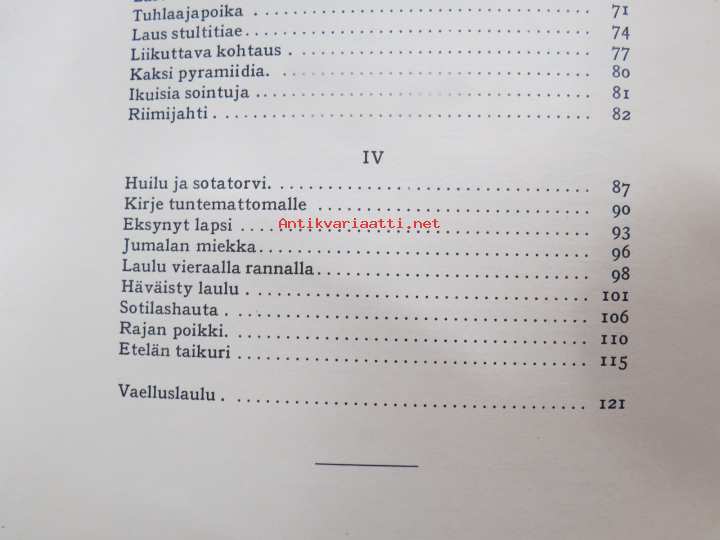 Tuhlaajapoika . . . . . . . . . . . . . . . . . . . . . . . . . . . . . . . . 71
Laus stultitiae . . . . . . . . . . . . . . . . . . . . . . . . . . . . . . . . 74
Liikuttava kohtaus . . . . . . . . . . . . . . . . . . . . . . . . . . . . . 77
Kaksi pyramiidia. . . . . . . . . . . . . . . . . . . . . . . . . . . . . . 80
Ikuisia sointuja . . . . . . . . . . . . . . . . . . . . . . . . . . . . . . . 81
Riimijahti . . . . . . . . . . . . . . . . . . . . . . . . . . . . . . . . . . . 82
IV
Huilu ja sotatorvi. . . . . . . . . . . . . . . . . . . . . . . . . . . . . . 87
Kirje tuntemattomalle . . . . . . . . . . . . . . . . . . . . . . . . . . 90
Eksynyt lapsi . . . . . . . . . . . . . . . . . . . . . . . . . . . . . . . . 93
Antikvariaatti.net
Jumalan miekka. . . . . . . . . . . . . . . . . . . . . . . . . . . . . . . 96
Laulu vieraalla rannalla. . . . . . . . . . . . . . . . . . . . . . . . . 98
Häväisty laulu . . . . . . . . . . . . . . . . . . . . . . . . . . . . . . . 101
Sotilashauta . . . . . . . . . . . . . . . . . . . . . . . . . . . . . . . . . 106
Rajan poikki. . . . . . . . . . . . . . . . . . . . . . . . . . . . . . . . . 110
Etelän taikuri . . . . . . . . . . . . . . . . . . . . . . . . . . . . . . . . 115
Vaelluslaulu . . . . . . . . . . . . . . . . . . . . . . . . . . . . . . . . . 121